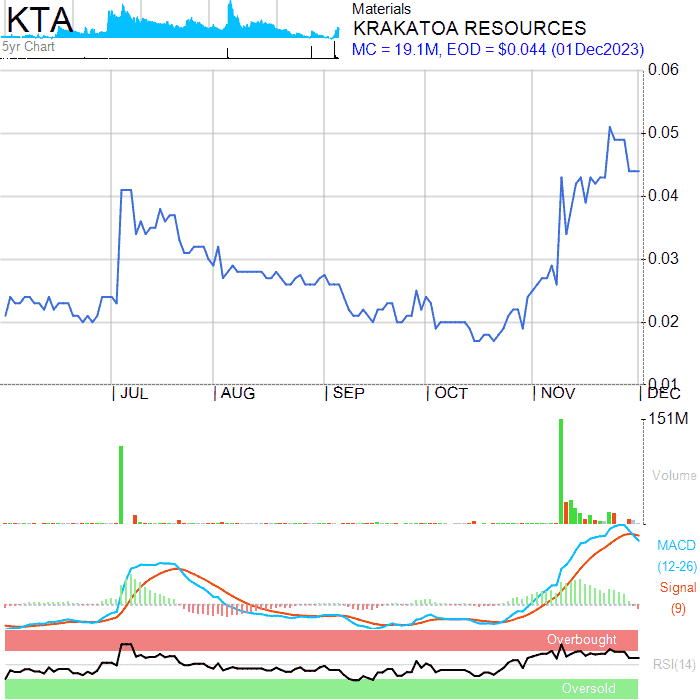 KTA
5yr Chart
Materials
KRAKATOA RESOURCES
MC = 19.1M, EOD = $0.044 (01Dec2023)
0.06
0.05
0.04
0.03
0.02
0.01
JUL AUG SEP OCT NOV DEC
151M
Volume
MACD
(12-26)
Signal
(9)
Overbought
RSI(14)
Oversold